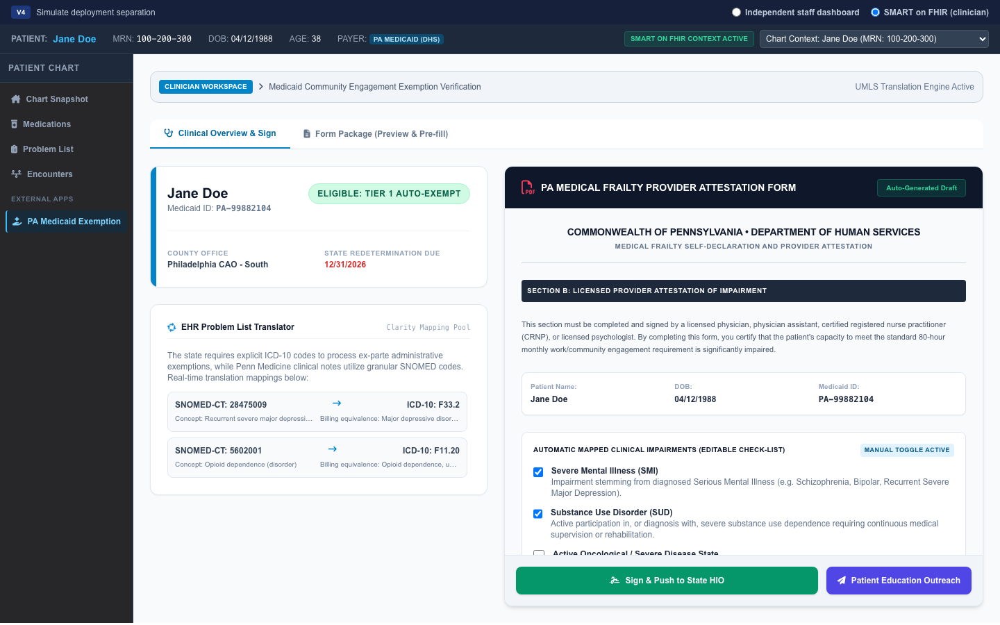 V4 Simulate deployment separation
Independent staff dashboard SMART on FHIR (clinician)
PATIENT: Jane Doe MRN: 100-200-300 DOB: 04/12/1988 AGE: 38 PAYER: PA MEDICAID (DHS)
SMART ON FHIR CONTEXT ACTIVE Chart Context: Jane Doe (MRN: 100-200-300)
PATIENT CHART
Chart Snapshot
Medications
Problem List
Encounters
EXTERNAL APPS
PA Medicaid Exemption
CLINICIAN WORKSPACE Medicaid Community Engagement Exemption Verification UMLS Translation Engine Active
Clinical Overview & Sign Form Package (Preview & Pre-fill)
Jane Doe
ELIGIBLE: TIER 1 AUTO-EXEMPT
Medicaid ID: PA-99882104
COUNTY OFFICE
Philadelphia CAO - South
STATE REDETERMINATION DUE
12/31/2026
EHR Problem List Translator Clarity Mapping Pool
The state requires explicit ICD-10 codes to process ex-parte administrative
exemptions, while Penn Medicine clinical notes utilize granular SNOMED codes.
Real-time translation mappings below:
SNOMED-CT: 28475009 → ICD-10: F33.2
Concept: Recurrent severe major depressi... Billing equivalence: Major depressive disor...
SNOMED-CT: 5602001 → ICD-10: F11.20
Concept: Opioid dependence (disorder) Billing equivalence: Opioid dependence, u...
PDF PA MEDICAL FRAILTY PROVIDER ATTESTATION FORM Auto-Generated Draft
COMMONWEALTH OF PENNSYLVANIA • DEPARTMENT OF HUMAN SERVICES
MEDICAL FRAILTY SELF-DECLARATION AND PROVIDER ATTESTATION
SECTION B: LICENSED PROVIDER ATTESTATION OF IMPAIRMENT
This section must be completed and signed by a licensed physician, physician assistant, certified registered nurse practitioner
(CRNP), or licensed psychologist. By completing this form, you certify that the patient's capacity to meet the standard 80-hour
monthly work/community engagement requirement is significantly impaired.
Patient Name: DOB: Medicaid ID:
Jane Doe 04/12/1988 PA-99882104
AUTOMATIC MAPPED CLINICAL IMPAIRMENTS (EDITABLE CHECK-LIST) MANUAL TOGGLE ACTIVE
Severe Mental Illness (SMI)
Impairment stemming from diagnosed Serious Mental Illness (e.g. Schizophrenia, Bipolar, Recurrent Severe
Major Depression).
Substance Use Disorder (SUD)
Active participation in, or diagnosis with, severe substance use dependence requiring continuous medical
supervision or rehabilitation.
Active Oncological / Severe Disease State
Sign & Push to State HIO Patient Education Outreach